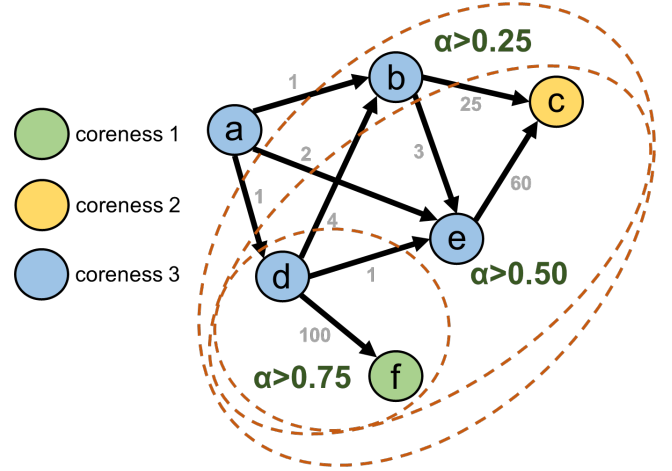 α>0.25
1
b
25
c
coreness 1
a
2
3
60
coreness 2
1
4
e
coreness 3
d
1
α>0.50
100
α>0.75
f